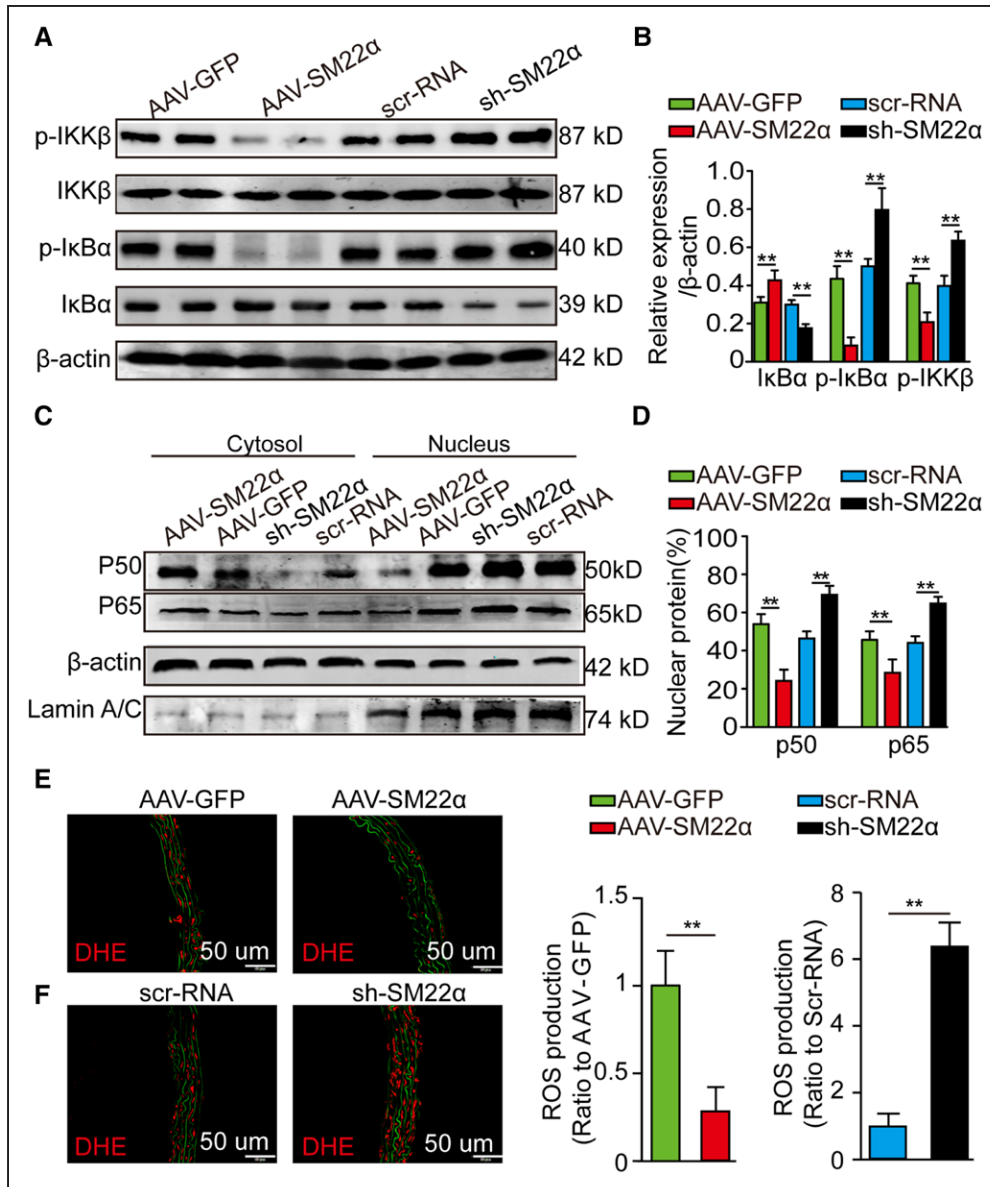 A
AAV-GFP AAV-SM22α scr-RNA sh-SM22α
p-IKKβ 87 kD
IKKβ 87 kD
p-IκBα 40 kD
IκBα 39 kD
β-actin 42 kD
B
AAV-GFP scr-RNA
AAV-SM22α sh-SM22α
Relative expression
/β-actin
1.0
0.8
0.6
0.4
0.2
0
** ** ** ** ** **
IκBα p-IκBα p-IKKβ
C
Cytosol Nucleus
AAV-SM22α AAV-GFP sh-SM22α scr-RNA AAV-SM22α AAV-GFP sh-SM22α scr-RNA
P50 50kD
P65 65kD
β-actin 42 kD
Lamin A/C 74 kD
D
AAV-GFP scr-RNA
AAV-SM22α sh-SM22α
Nuclear protein(%)
100
80
60
40
20
0
** ** ** **
p50 p65
E
AAV-GFP AAV-SM22α
DHE 50 um DHE 50 um
F
scr-RNA sh-SM22α
DHE 50 um DHE 50 um
AAV-GFP scr-RNA
AAV-SM22α sh-SM22α
ROS production
(Ratio to AAV-GFP)
1.5
1
0.5
0
**
ROS production
(Ratio to Scr-RNA)
8
6
4
2
0
**